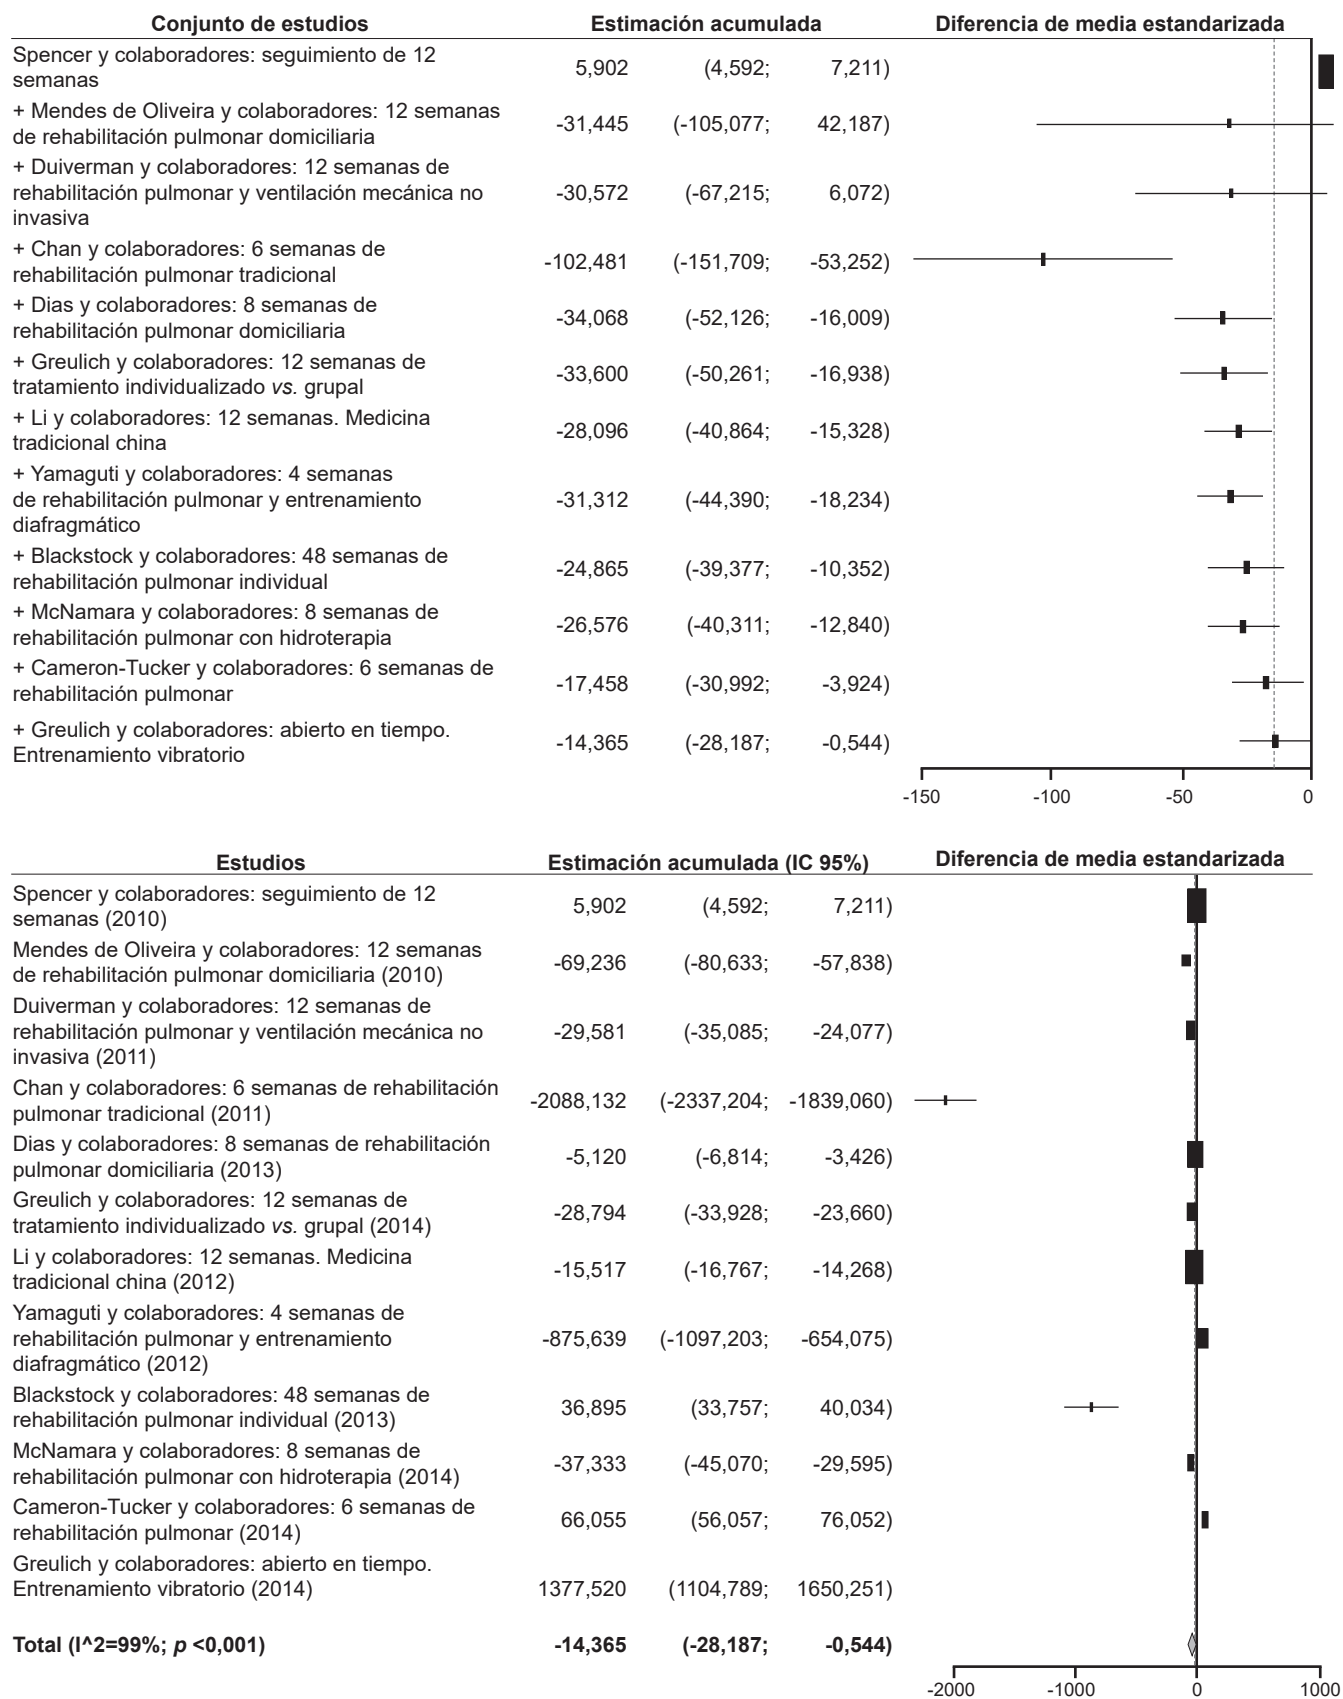 Conjunto de estudios Estimación acumulada Diferencia de media estandarizada
Spencer y colaboradores: seguimiento de 12
semanas
5,902 (4,592; 7,211)
+ Mendes de Oliveira y colaboradores: 12 semanas
de rehabilitación pulmonar domiciliaria
-31,445 (-105,077; 42,187)
+ Duiverman y colaboradores: 12 semanas de
rehabilitación pulmonar y ventilación mecánica no
invasiva
-30,572 (-67,215; 6,072)
+ Chan y colaboradores: 6 semanas de
rehabilitación pulmonar tradicional
-102,481 (-151,709; -53,252)
+ Dias y colaboradores: 8 semanas de
rehabilitación pulmonar domiciliaria
-34,068 (-52,126; -16,009)
+ Greulich y colaboradores: 12 semanas de
tratamiento individualizado vs. grupal
-33,600 (-50,261; -16,938)
+ Li y colaboradores: 12 semanas. Medicina
tradicional china
-28,096 (-40,864; -15,328)
+ Yamaguti y colaboradores: 4 semanas
de rehabilitación pulmonar y entrenamiento
diafragmático
-31,312 (-44,390; -18,234)
+ Blackstock y colaboradores: 48 semanas de
rehabilitación pulmonar individual
-24,865 (-39,377; -10,352)
+ McNamara y colaboradores: 8 semanas de
rehabilitación pulmonar con hidroterapia
-26,576 (-40,311; -12,840)
+ Cameron-Tucker y colaboradores: 6 semanas de
rehabilitación pulmonar
-17,458 (-30,992; -3,924)
+ Greulich y colaboradores: abierto en tiempo.
Entrenamiento vibratorio
-14,365 (-28,187; -0,544)
-150 -100 -50 0
Estudios Estimación acumulada (IC 95%) Diferencia de media estandarizada
Spencer y colaboradores: seguimiento de 12
semanas (2010)
5,902 (4,592; 7,211)
Mendes de Oliveira y colaboradores: 12 semanas
de rehabilitación pulmonar domiciliaria (2010)
-69,236 (-80,633; -57,838)
Duiverman y colaboradores: 12 semanas de
rehabilitación pulmonar y ventilación mecánica no
invasiva (2011)
-29,581 (-35,085; -24,077)
Chan y colaboradores: 6 semanas de rehabilitación
pulmonar tradicional (2011)
-2088,132 (-2337,204; -1839,060)
Dias y colaboradores: 8 semanas de rehabilitación
pulmonar domiciliaria (2013)
-5,120 (-6,814; -3,426)
Greulich y colaboradores: 12 semanas de
tratamiento individualizado vs. grupal (2014)
-28,794 (-33,928; -23,660)
Li y colaboradores: 12 semanas. Medicina
tradicional china (2012)
-15,517 (-16,767; -14,268)
Yamaguti y colaboradores: 4 semanas de
rehabilitación pulmonar y entrenamiento
diafragmático (2012)
-875,639 (-1097,203; -654,075)
Blackstock y colaboradores: 48 semanas de
rehabilitación pulmonar individual (2013)
36,895 (33,757; 40,034)
McNamara y colaboradores: 8 semanas de
rehabilitación pulmonar con hidroterapia (2014)
-37,333 (-45,070; -29,595)
Cameron-Tucker y colaboradores: 6 semanas de
rehabilitación pulmonar (2014)
66,055 (56,057; 76,052)
Greulich y colaboradores: abierto en tiempo.
Entrenamiento vibratorio (2014)
1377,520 (1104,789; 1650,251)
Total (I^2=99%; p <0,001) -14,365 (-28,187; -0,544)
-2000 -1000 0 1000